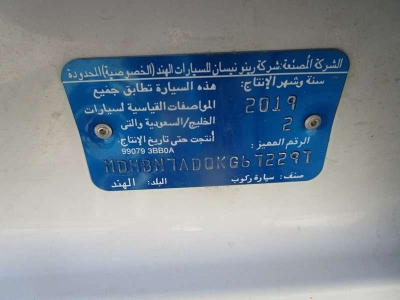 الشركة المصنعة: شركة رينو نيسان للسيارات الهند (الخصوصية) المحدودة
سنة وشهر الإنتاج:
2019
2
هذه السيارة تطابق جميع
المواصفات القياسية لسيارات
الخليج/السعودية والتي
أنتجت حتى تاريخ الإنتاج
الرقم المميز:
99079 3BB0A
MDHBN7AD0KG672297
صنف: سيارة ركوب
البلد: الهند